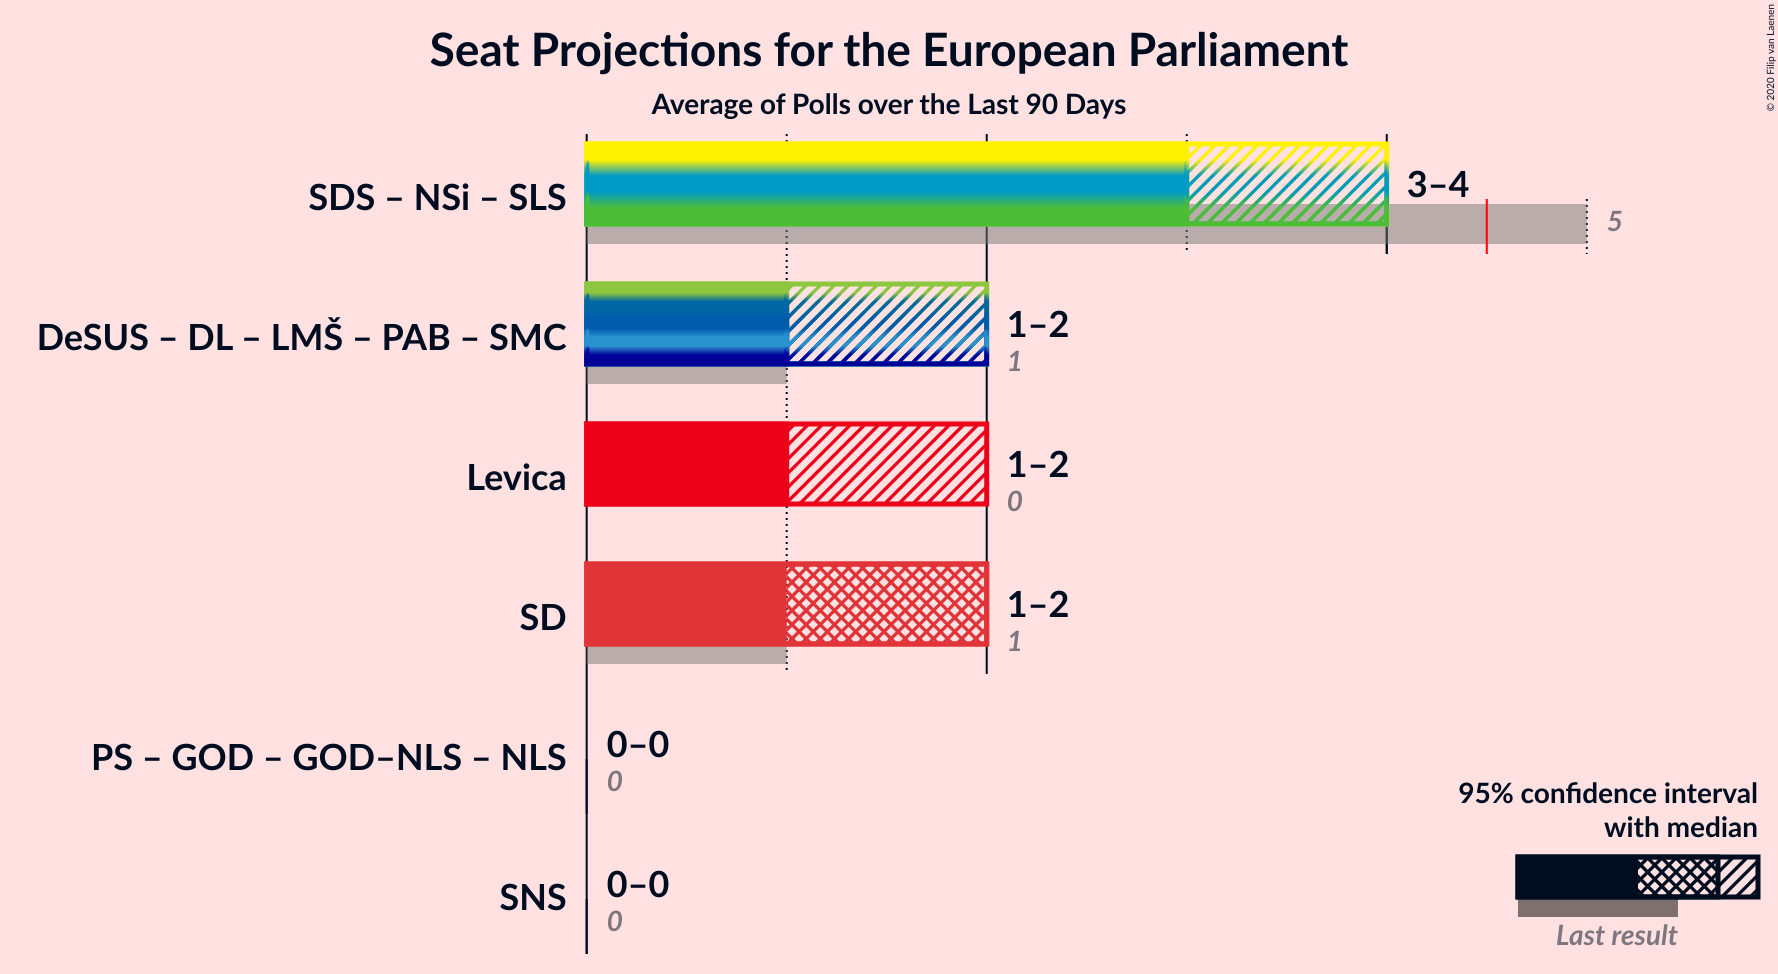 Seat Projections for the European Parliament
Average of Polls over the Last 90 Days
© 2020 Filip van Laenen
SDS – NSi – SLS
3–4
5
DeSUS – DL – LMŠ – PAB – SMC
1–2
1
Levica
1–2
0
SD
1–2
1
PS – GOD – GOD–NLS – NLS
0–0
0
SNS
0–0
0
95% confidence interval
with median
Last result